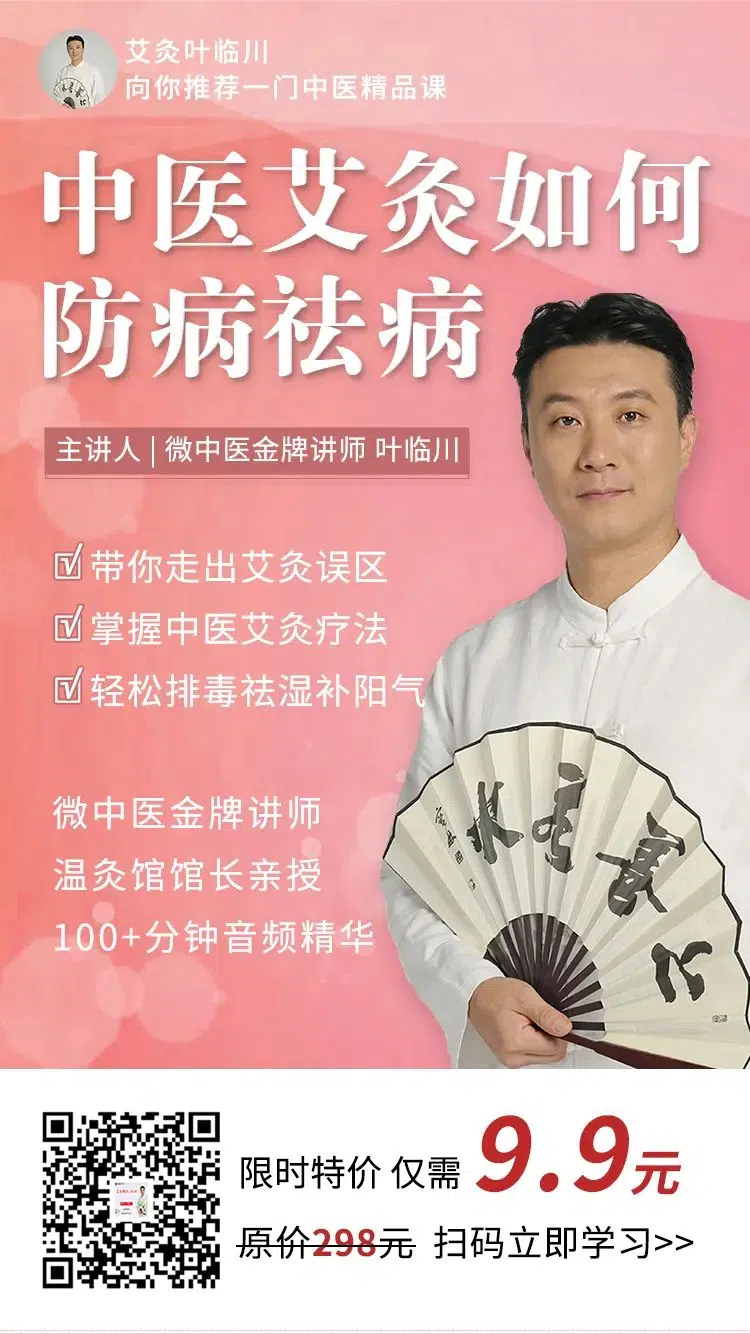 艾灸叶临川
向你推荐一门中医精品课
中医艾灸如何
防病祛病
主讲人 | 微中医金牌讲师 叶临川
带你走出艾灸误区
掌握中医艾灸疗法
轻松排毒祛湿补阳气
微中医金牌讲师
温灸馆馆长亲授
100+分钟音频精华
限时特价 仅需 9.9元
原价298元 扫码立即学习>>